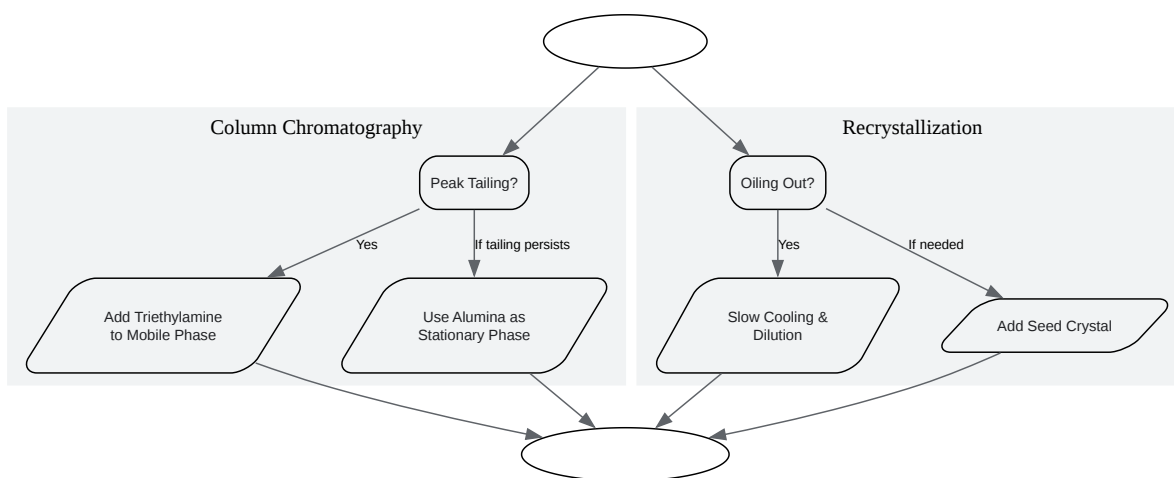 Column Chromatography
Recrystallization
Peak Tailing?
Oiling Out?
Yes
If tailing persists
Yes
If needed
Add Triethylamine
to Mobile Phase
Use Alumina as
Stationary Phase
Slow Cooling &
Dilution
Add Seed Crystal